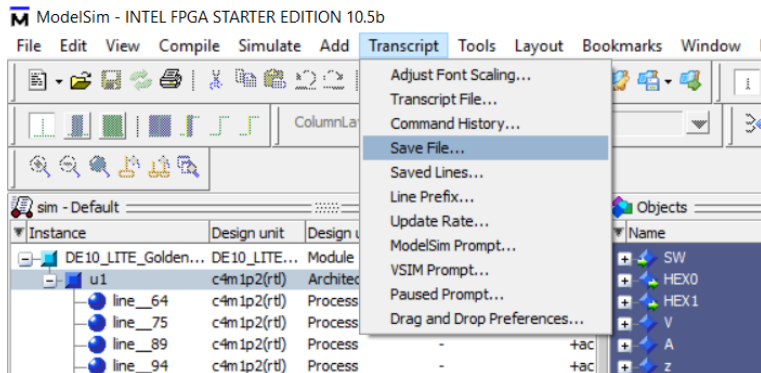 ModelSim - INTEL FPGA STARTER EDITION 10.5b
File Edit View Compile Simulate Add Transcript Tools Layout Bookmarks Window
Adjust Font Scaling...
Transcript File...
Command History...
Save File...
Saved Lines...
Line Prefix...
Update Rate...
ModelSim Prompt...
VSIM Prompt...
Paused Prompt...
Drag and Drop Preferences...
ColumnLa
sim - Default
Instance Design unit Design u
DE10_LITE_Golden... DE10_LITE... Module
u1 c4m1p2(rtl) Architec
line__64 c4m1p2(rtl) Process
line__75 c4m1p2(rtl) Process
line__89 c4m1p2(rtl) Process - +ac
line__94 c4m1p2(rtl) Process - +ac
Objects
Name
SW
HEX0
HEX1
V
A
z